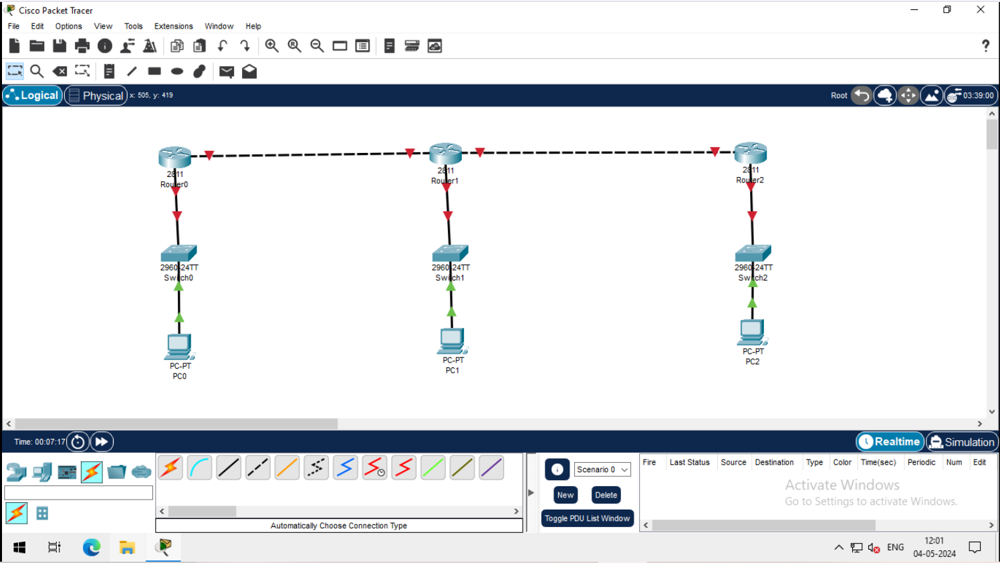 Cisco Packet Tracer
File Edit Options View Tools Extensions Window Help
?
Logical Physical x: 505, y: 419 Root 03:39:00
2811
Router0
2811
Router1
2811
Router2
2960-24TT
Switch0
2960-24TT
Switch1
2960-24TT
Switch2
PC-PT
PC0
PC-PT
PC1
PC-PT
PC2
Time: 00:07:17 Realtime Simulation
Scenario 0
New Delete
Toggle PDU List Window
Fire Last Status Source Destination Type Color Time(sec) Periodic Num Edit
Activate Windows
Go to Settings to activate Windows.
Automatically Choose Connection Type
ENG
12:01
04-05-2024